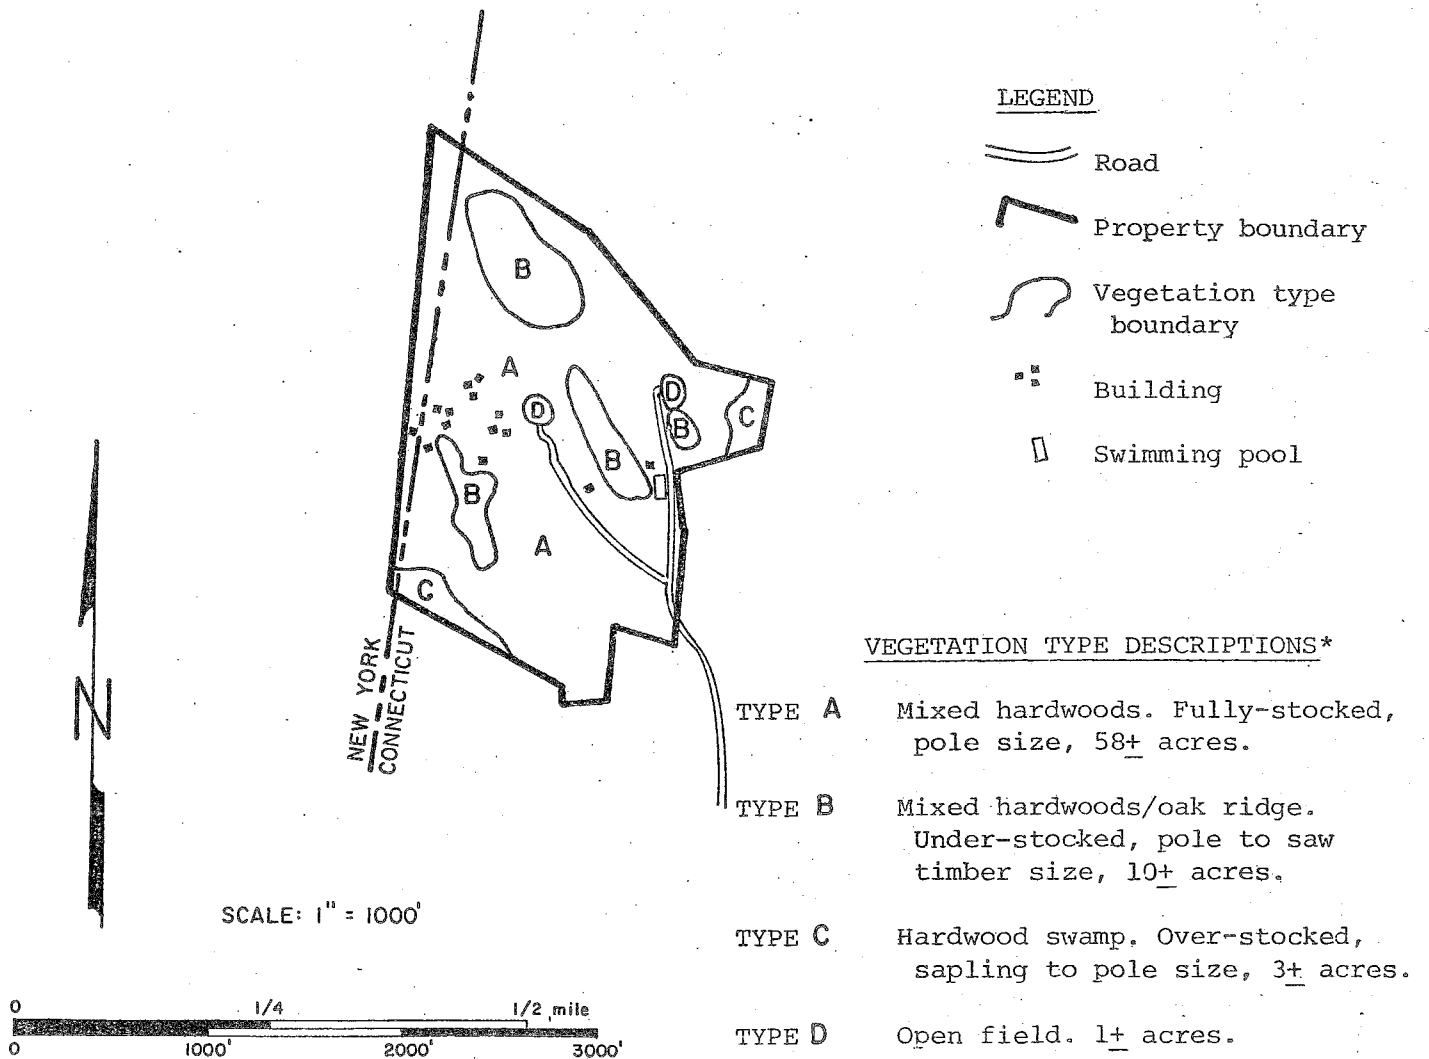 LEGEND
Road
Property boundary
Vegetation type
boundary
Building
Swimming pool
B
A
D
D
B
C
B
B
A
C
NEW YORK
CONNECTICUT
N
SCALE: 1" = 1000'
0 1/4 1/2 mile
0 1000' 2000' 3000'
VEGETATION TYPE DESCRIPTIONS*
TYPE A Mixed hardwoods. Fully-stocked,
pole size, 58± acres.
TYPE B Mixed hardwoods/oak ridge.
Under-stocked, pole to saw
timber size, 10± acres.
TYPE C Hardwood swamp. Over-stocked,
sapling to pole size, 3± acres.
TYPE D Open field. 1± acres.